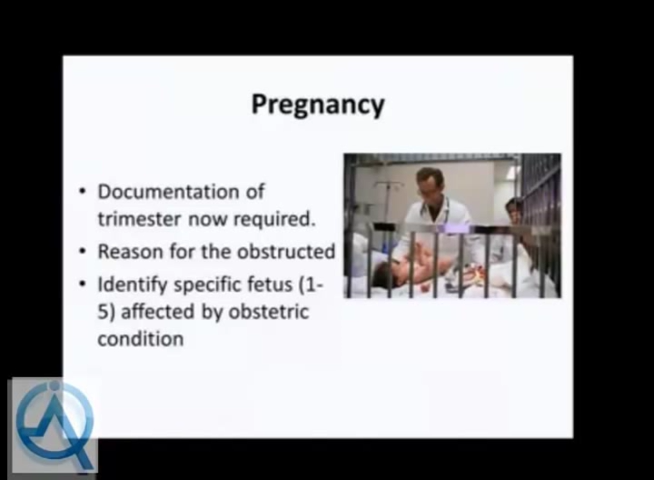 Pregnancy
• Documentation of
trimester now required.
• Reason for the obstructed
• Identify specific fetus (1-
5) affected by obstetric
condition